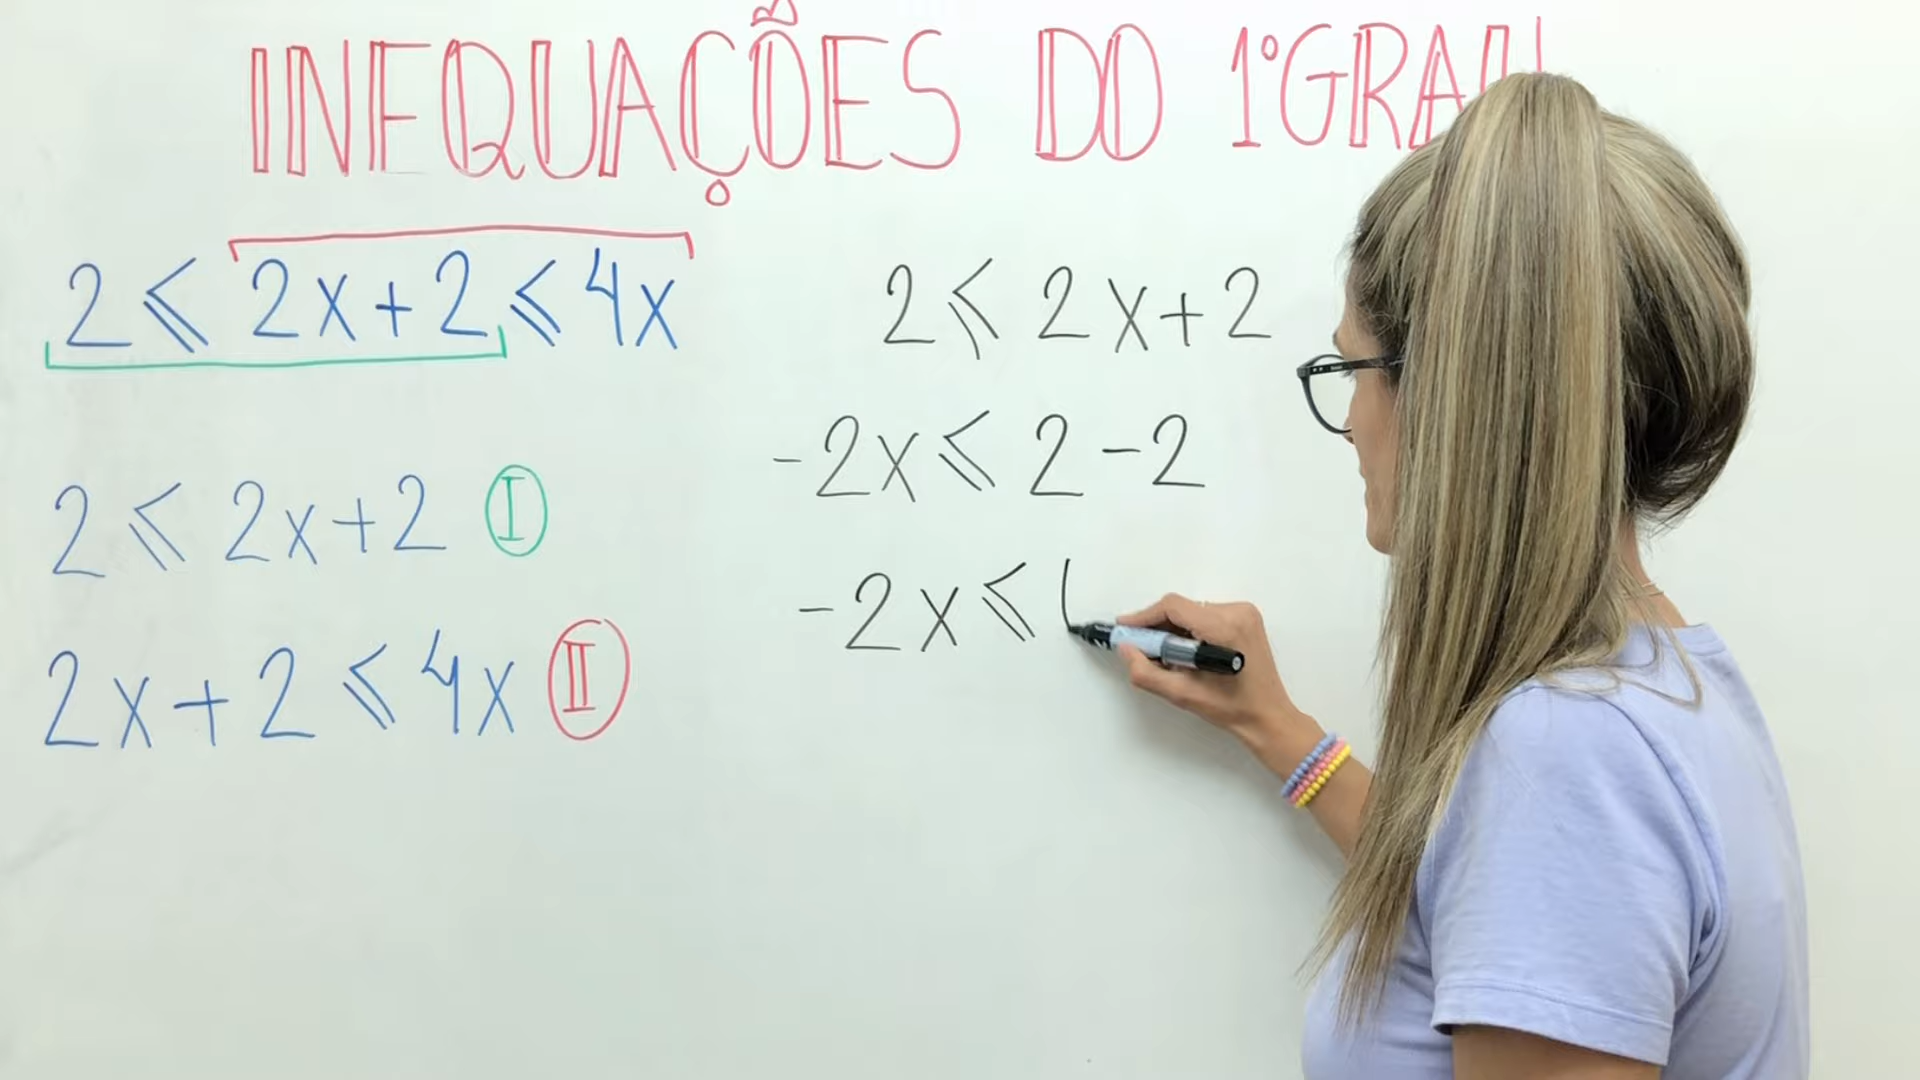 INEQUAÇÕES DO 1º GRAU
2 ⩽ 2x + 2 ⩽ 4x
2 ⩽ 2x + 2 I
2x + 2 ⩽ 4x II
2 ⩽ 2x + 2
-2x ⩽ 2 - 2
-2x ⩽